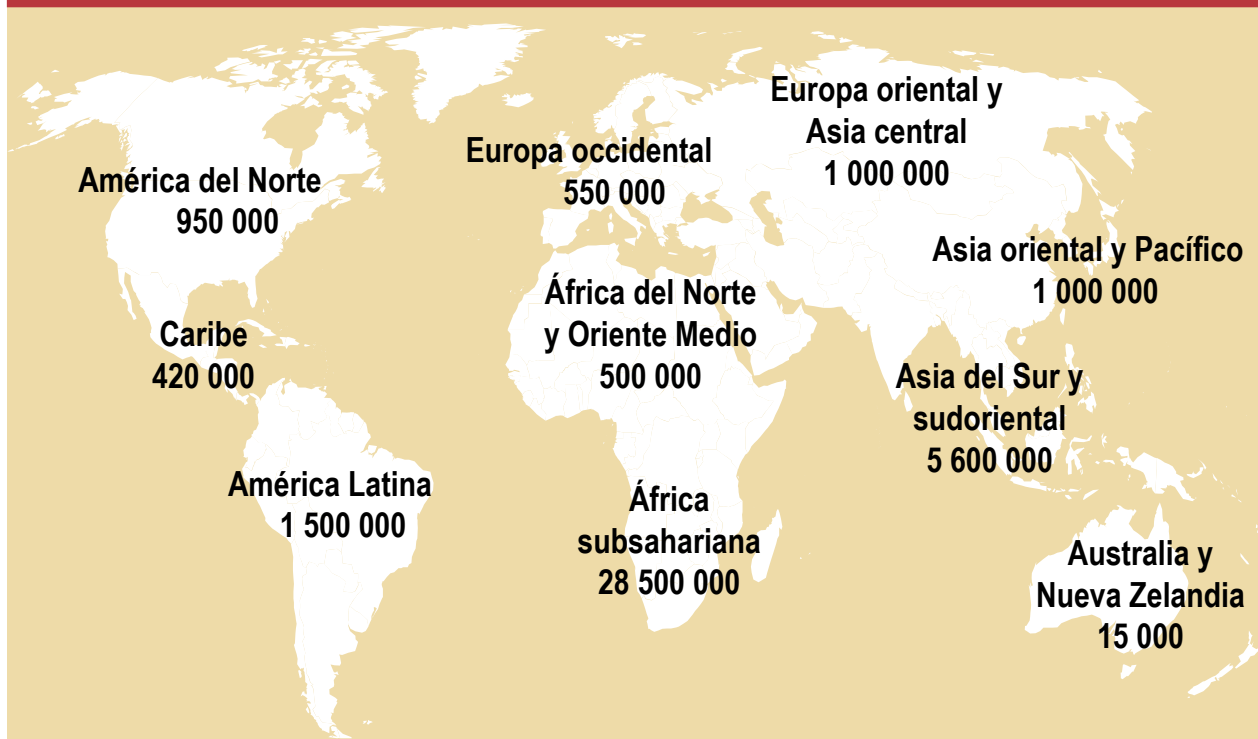 América del Norte
950 000
Caribe
420 000
América Latina
1 500 000
Europa occidental
550 000
África del Norte
y Oriente Medio
500 000
África
subsahariana
28 500 000
Europa oriental y
Asia central
1 000 000
Asia oriental y Pacífico
1 000 000
Asia del Sur y
sudoriental
5 600 000
Australia y
Nueva Zelandia
15 000